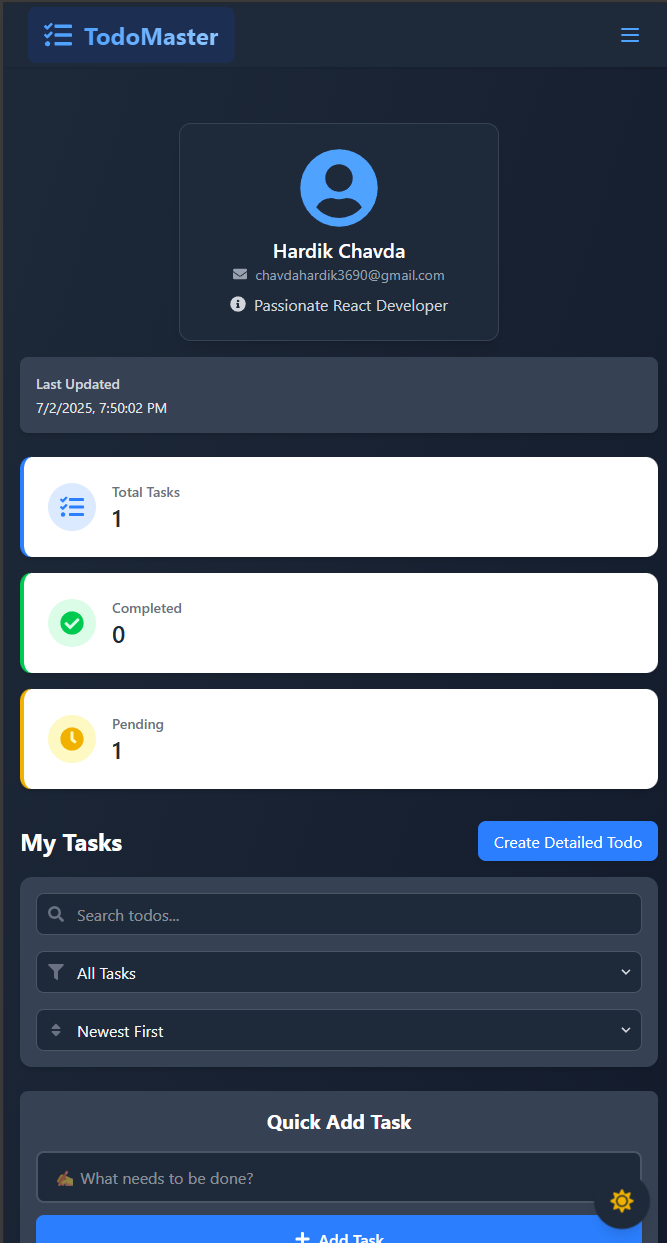 TodoMaster
Hardik Chavda
chavdahardik3690@gmail.com
Passionate React Developer
Last Updated
7/2/2025, 7:50:02 PM
Total Tasks
1
Completed
0
Pending
1
My Tasks
Create Detailed Todo
Search todos...
All Tasks
Newest First
Quick Add Task
✍️ What needs to be done?
Add Task